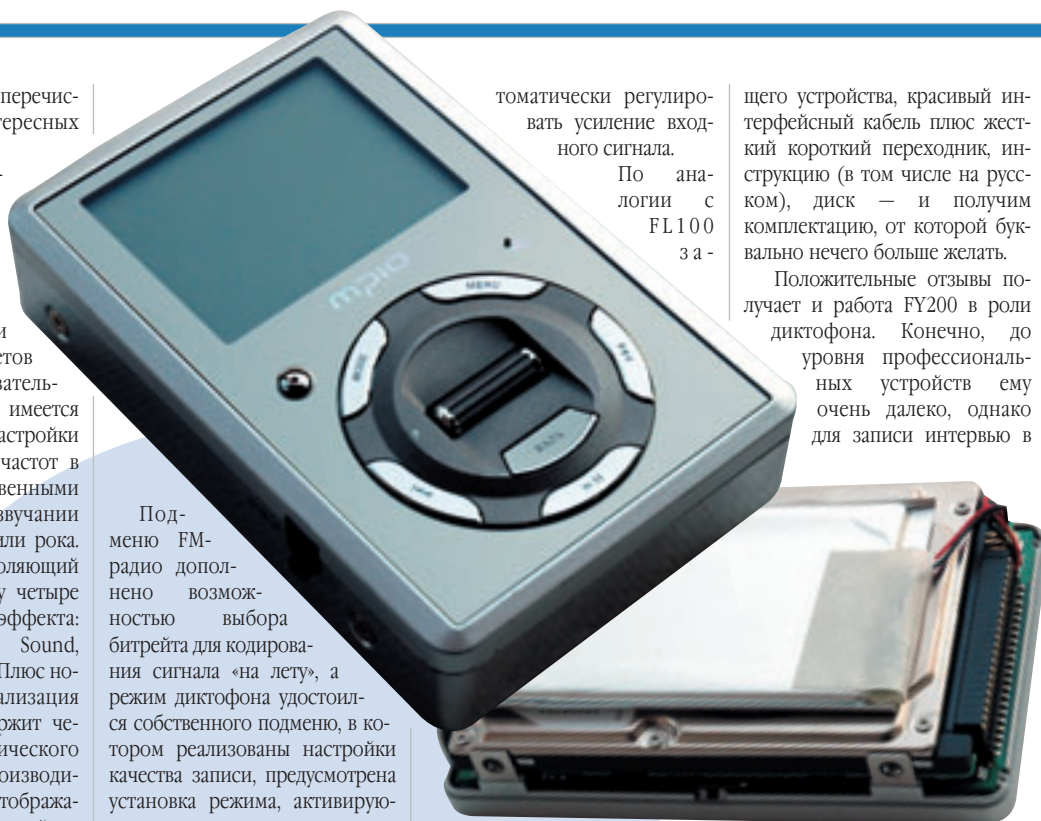 перечис-
тересных
и
етов
ватель-
имеется
астройки
частот в
венными
звучании
или рока.
оляющий
у четыре
эффекта:
Sound,
Плюс но-
ализация
ржит че-
ического
оизводи-
тобража-
Под-
меню FM-
радио допол-
нено возмож-
ностью выбора
битрейта для кодирова-
ния сигнала «на лету», а
режим диктофона удостоил-
ся собственного подменю, в ко-
тором реализованы настройки
качества записи, предусмотрена
установка режима, активирую-
mpio
MENU
MODE
томатически регулиро-
вать усиление вход-
ного сигнала.
По ана-
логии с
FL100
за-
щего устройства, красивый ин-
терфейсный кабель плюс жест-
кий короткий переходник, ин-
струкцию (в том числе на русс-
ком), диск — и получим
комплектацию, от которой бук-
вально нечего больше желать.
Положительные отзывы по-
лучает и работа FY200 в роли
диктофона. Конечно, до
уровня профессиональ-
ных устройств ему
очень далеко, однако
для записи интервью в